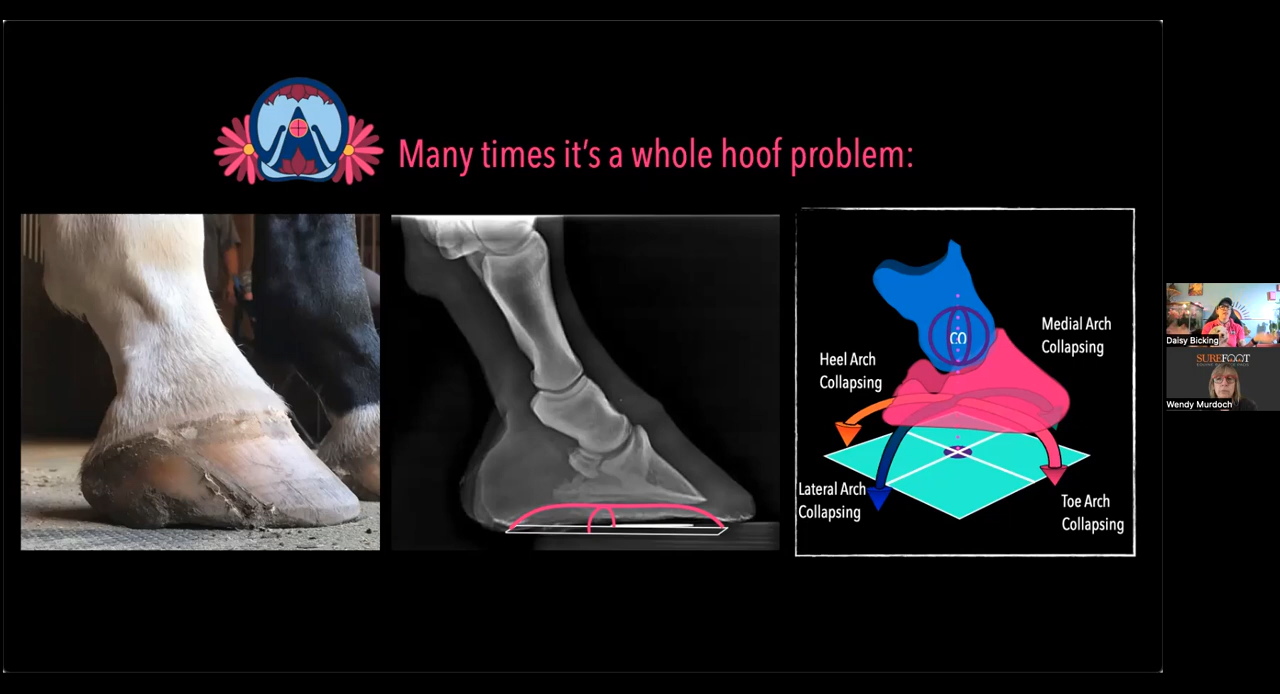 Many times it's a whole hoof problem:
Medial Arch
Collapsing
Heel Arch
Collapsing
CO
Lateral Arch
Collapsing
Toe Arch
Collapsing
Daisy Bicking
SUREFOOT
Wendy Murdoch